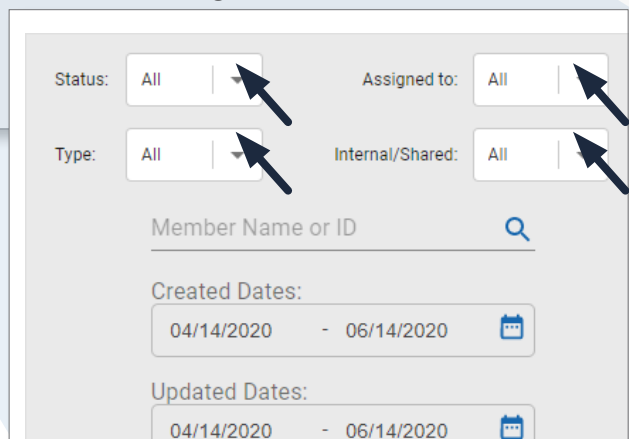 Status: All Assigned to: All
Type: All Internal/Shared: All
Member Name or ID
Created Dates:
04/14/2020 - 06/14/2020
Updated Dates:
04/14/2020 - 06/14/2020